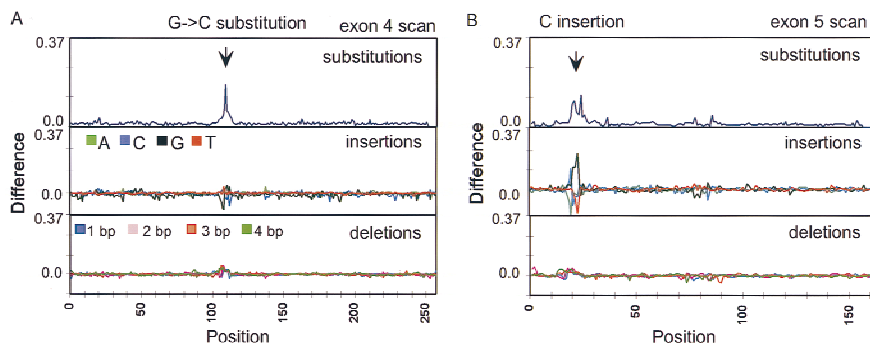 A
G->C substitution
exon 4 scan
0.37
substitutions
0.0
0.37
A C G T
insertions
Difference
0.0
0.37
1 bp 2 bp 3 bp 4 bp
deletions
0.0
0 50 100 150 200 250
Position
B
C insertion
exon 5 scan
0.37
substitutions
0.0
0.37
insertions
Difference
0.0
0.37
deletions
0.0
0 50 100 150
Position